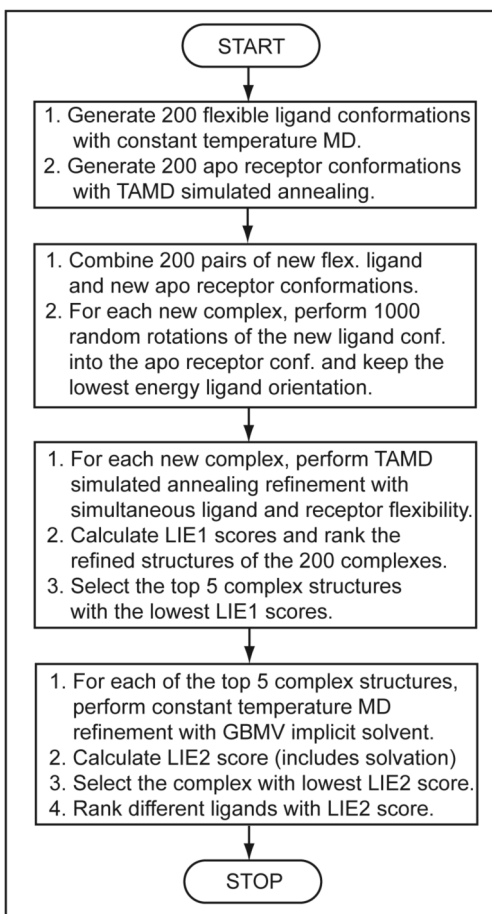 START
1. Generate 200 flexible ligand conformations
with constant temperature MD.
2. Generate 200 apo receptor conformations
with TAMD simulated annealing.
1. Combine 200 pairs of new flex. ligand
and new apo receptor conformations.
2. For each new complex, perform 1000
random rotations of the new ligand conf.
into the apo receptor conf. and keep the
lowest energy ligand orientation.
1. For each new complex, perform TAMD
simulated annealing refinement with
simultaneous ligand and receptor flexibility.
2. Calculate LIE1 scores and rank the
refined structures of the 200 complexes.
3. Select the top 5 complex structures
with the lowest LIE1 scores.
1. For each of the top 5 complex structures,
perform constant temperature MD
refinement with GBMV implicit solvent.
2. Calculate LIE2 score (includes solvation)
3. Select the complex with lowest LIE2 score.
4. Rank different ligands with LIE2 score.
STOP